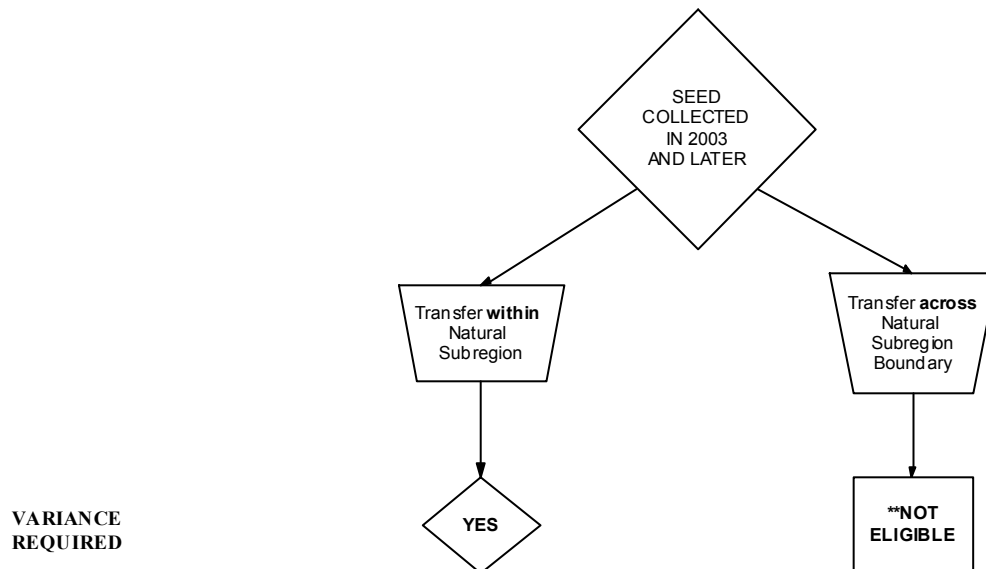 SEED
COLLECTED
IN 2003
AND LATER
Transfer within
Natural
Subregion
Transfer across
Natural
Subregion
Boundary
VARIANCE
REQUIRED
YES
**NOT
ELIGIBLE